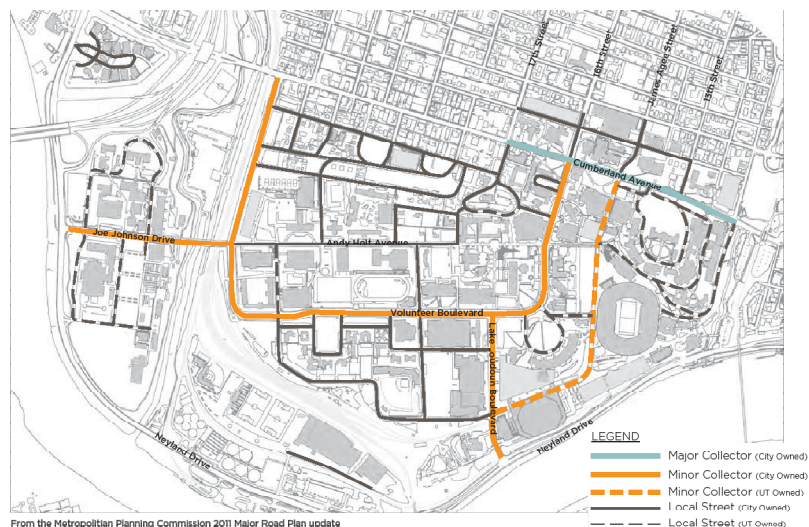 17th Street
16th Street
James Agee Street
13th Street
Cumberland Avenue
Joe Johnson Drive
Andy Holt Avenue
Volunteer Boulevard
Lake Loudoun Boulevard
Neyland Drive
Neyland Drive
LEGEND
Major Collector (City Owned)
Minor Collector (City Owned)
Minor Collector (UT Owned)
Local Street (City Owned)
Local Street (UT Owned)
From the Metropolitian Planning Commission 2011 Major Road Plan update